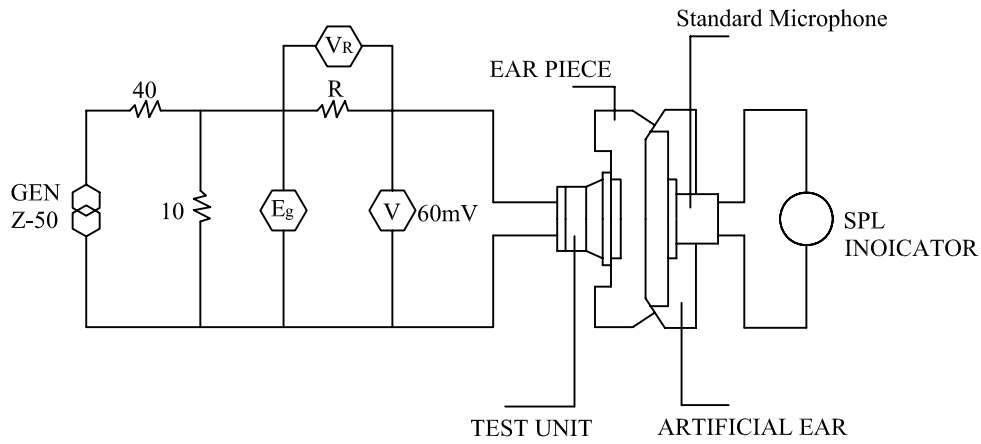 Standard Microphone
VR
EAR PIECE
40
R
GEN
Z-50
10
Eg
V
60mV
SPL
INOICATOR
TEST UNIT
ARTIFICIAL EAR